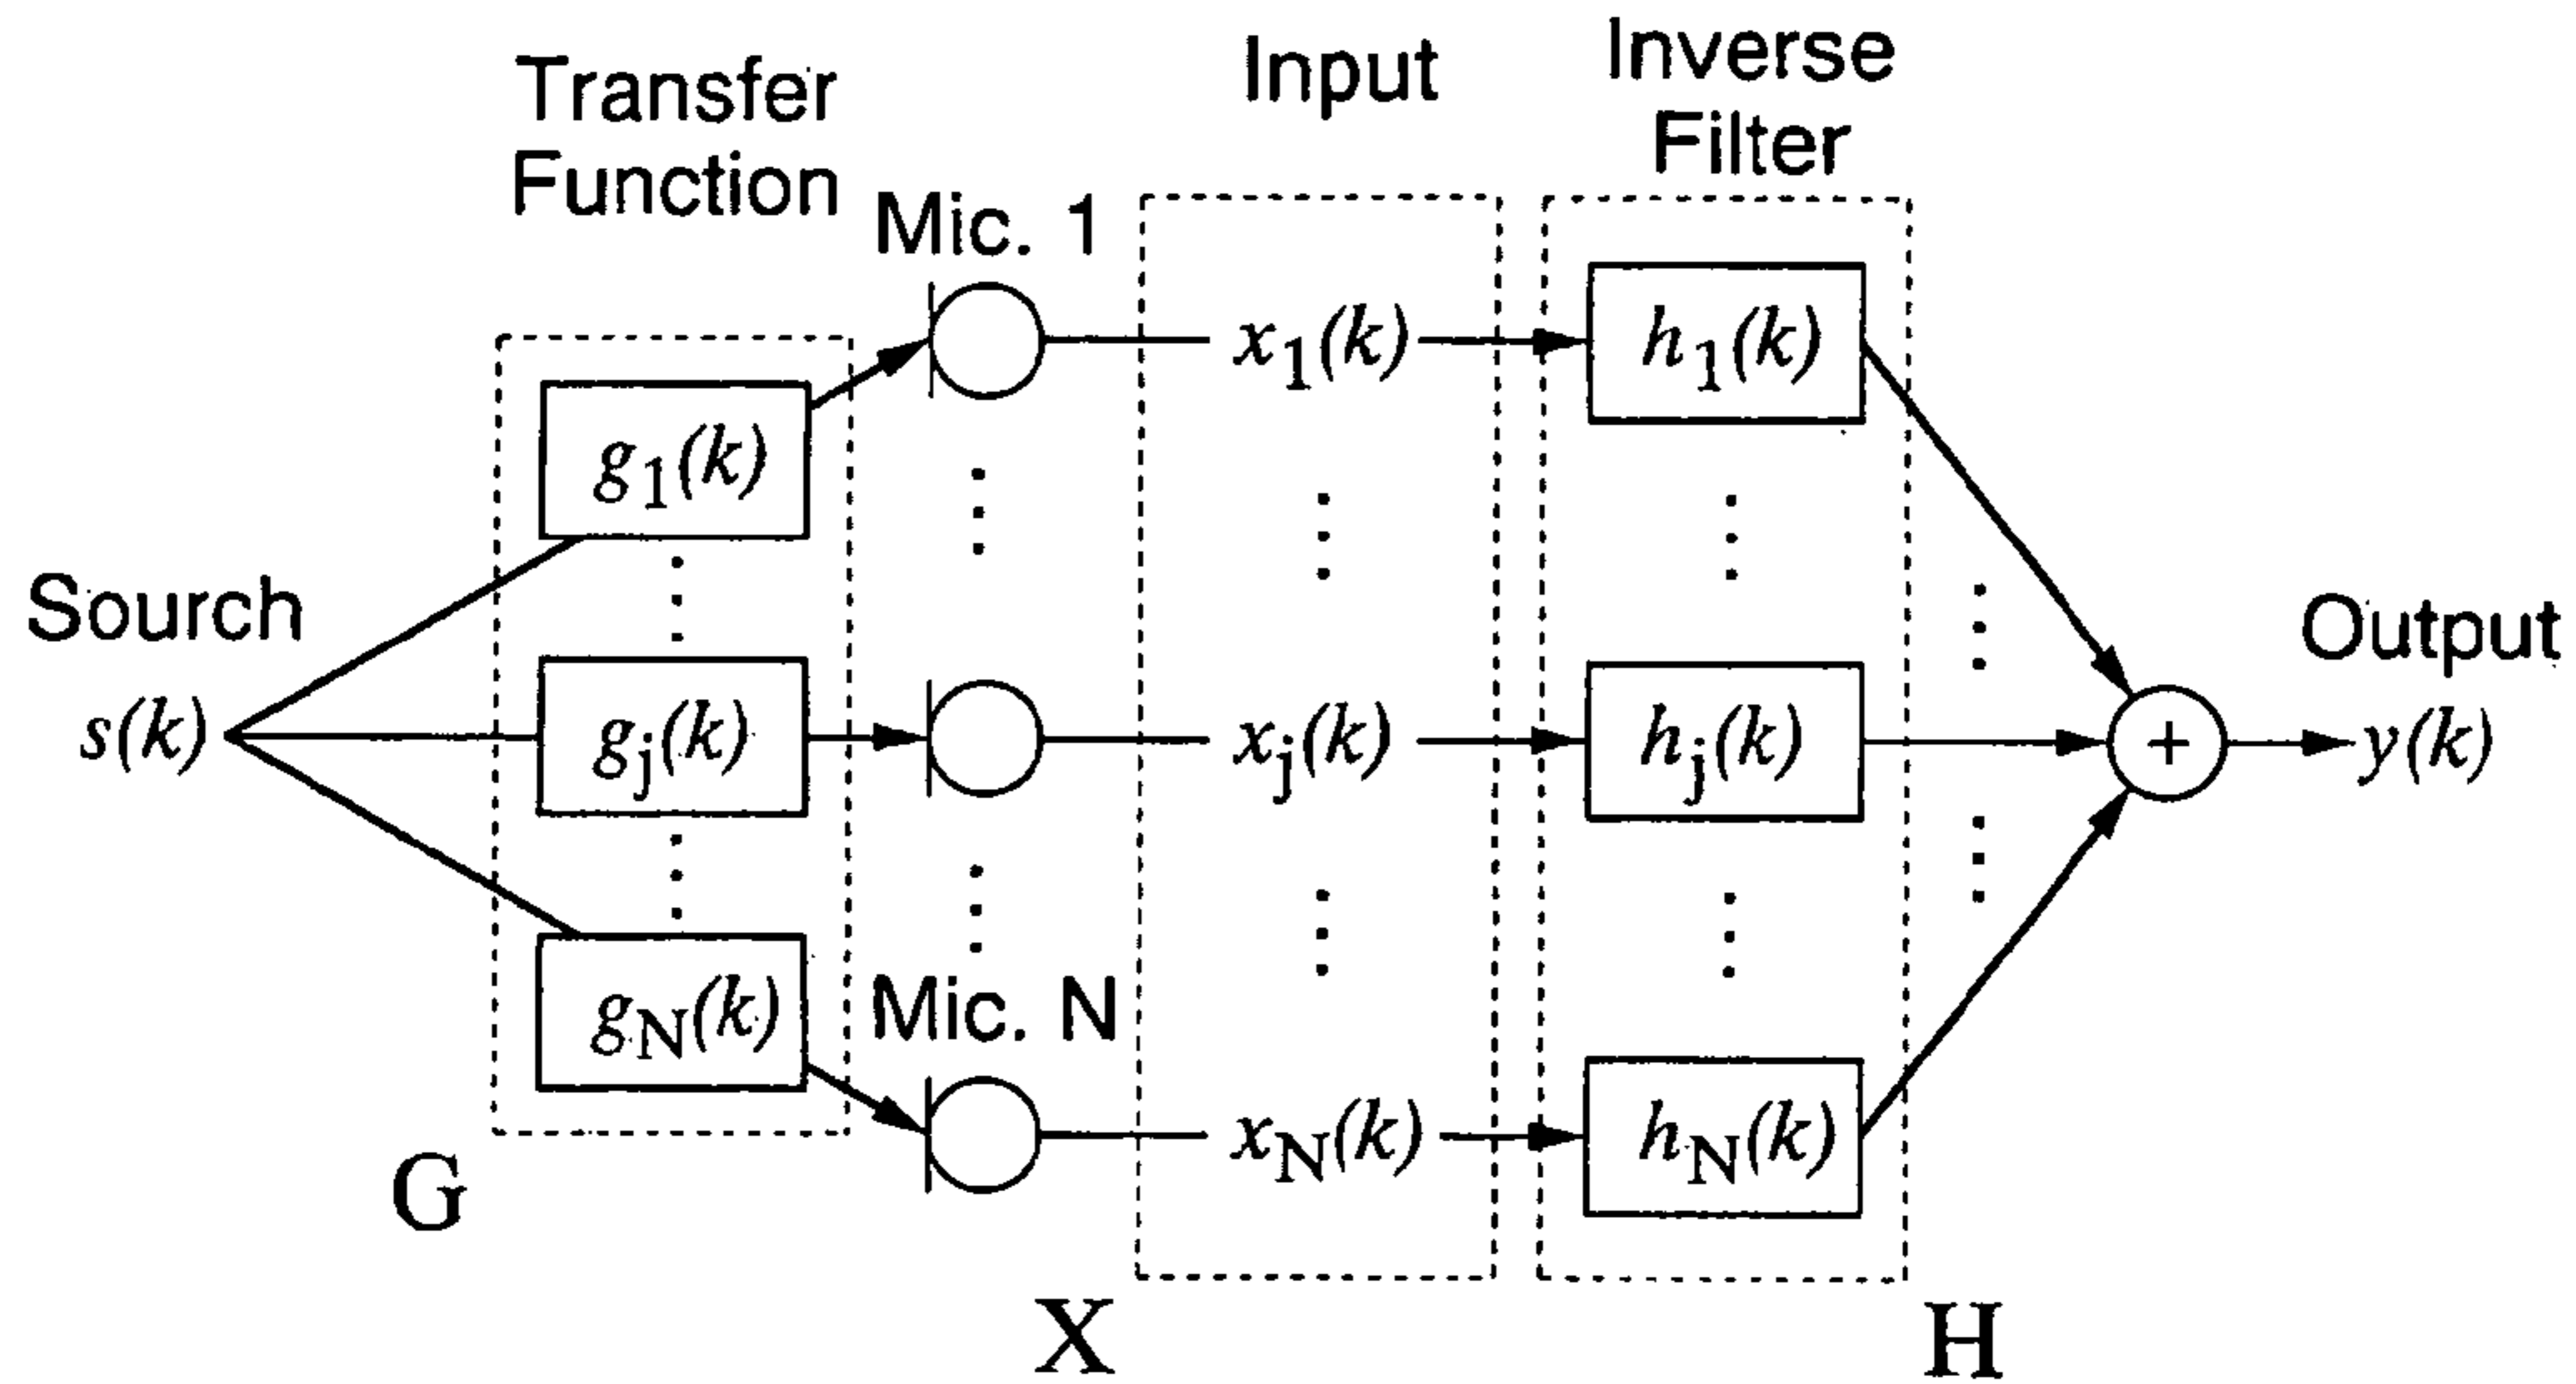 Transfer
Function
Input
Inverse
Filter
Mic. 1
x1(k)
h1(k)
g1(k)
Sourch
s(k)
gj(k)
xj(k)
hj(k)
+
Output
y(k)
gN(k)
Mic. N
xN(k)
hN(k)
G
X
H